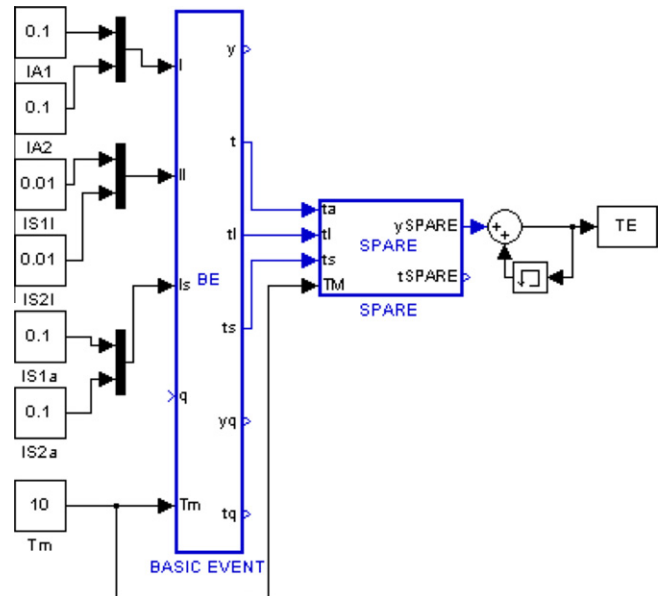 0.1
IA1
0.1
IA2
0.01
IS1I
0.01
IS2I
0.1
IS1a
0.1
IS2a
10
Tm
I
II
Is
q
Tm
BE
y
t
tI
ts
yq
tq
BASIC EVENT
ta
tI
ts
TM
ySPARE
SPARE
tSPARE
SPARE
+
+
TE